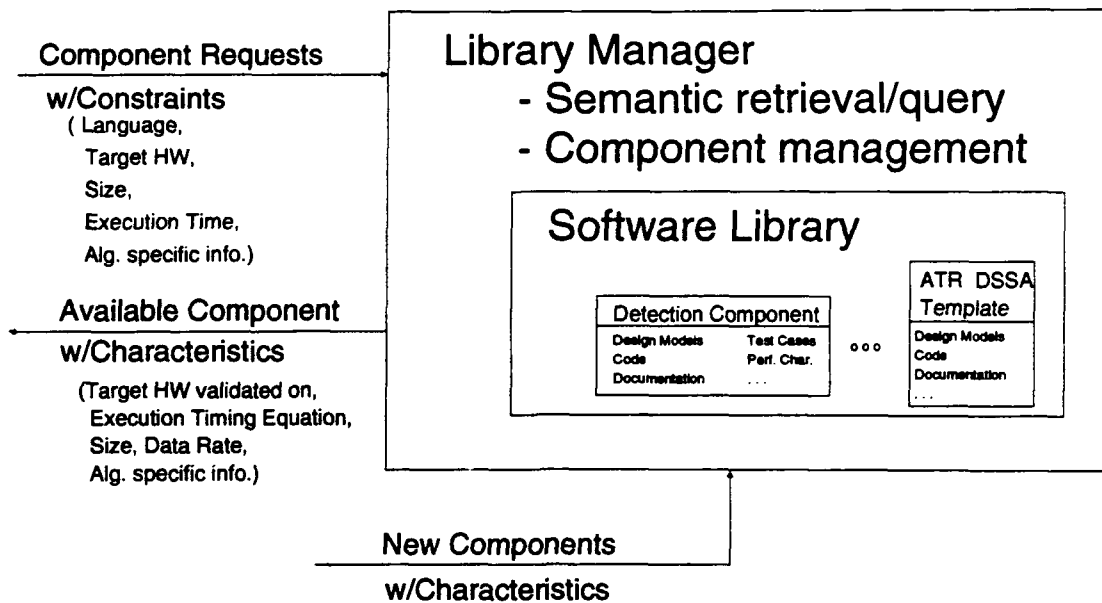 Component Requests
w/Constraints
( Language,
Target HW,
Size,
Execution Time,
Alg. specific info.)
Available Component
w/Characteristics
(Target HW validated on,
Execution Timing Equation,
Size, Data Rate,
Alg. specific info.)
Library Manager
- Semantic retrieval/query
- Component management
Software Library
Detection Component
Design Models Test Cases
Code Perf. Char.
Documentation . . .
o o o
ATR DSSA
Template
Design Models
Code
Documentation
. . .
New Components
w/Characteristics